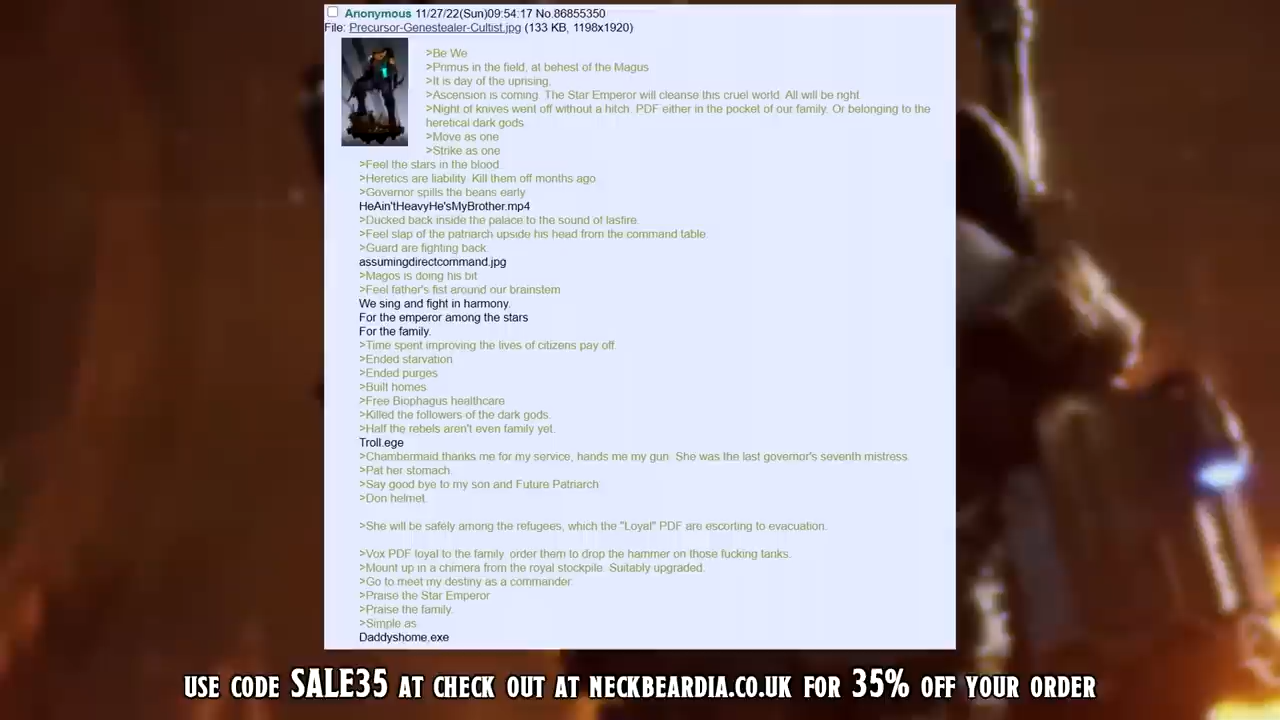 Anonymous 11/27/22(Sun)09:54:17 No.86855350
File: Precursor-Genestealer-Cultist.jpg (133 KB, 1198x1920)
>Be We
>Primus in the field, at behest of the Magus
>It is day of the uprising.
>Ascension is coming. The Star Emperor will cleanse this cruel world. All will be right
>Night of knives went off without a hitch. PDF either in the pocket of our family. Or belonging to the
heretical dark gods
>Move as one
>Strike as one
>Feel the stars in the blood
>Heretics are liability. Kill them off months ago
>Governor spills the beans early
HeAin'tHeavyHe'sMyBrother.mp4
>Ducked back inside the palace to the sound of lasfire.
>Feel slap of the patriarch upside his head from the command table
>Guard are fighting back.
assumingdirectcommand.jpg
>Magos is doing his bit
>Feel father's fist around our brainstem
We sing and fight in harmony.
For the emperor among the stars
For the family.
>Time spent improving the lives of citizens pay off.
>Ended starvation
>Ended purges
>Built homes
>Free Biophagus healthcare
>Killed the followers of the dark gods.
>Half the rebels aren't even family yet.
Troll.ege
>Chambermaid thanks me for my service, hands me my gun. She was the last governor's seventh mistress
>Pat her stomach.
>Say good bye to my son and Future Patriarch
>Don helmet.
>She will be safely among the refugees, which the "Loyal" PDF are escorting to evacuation.
>Vox PDF loyal to the family. order them to drop the hammer on those fucking tanks.
>Mount up in a chimera from the royal stockpile. Suitably upgraded.
>Go to meet my destiny as a commander.
>Praise the Star Emperor
>Praise the family.
>Simple as
Daddyshome.exe
USE CODE SALE35 AT CHECK OUT AT NECKBEARDIA.CO.UK FOR 35% OFF YOUR ORDER